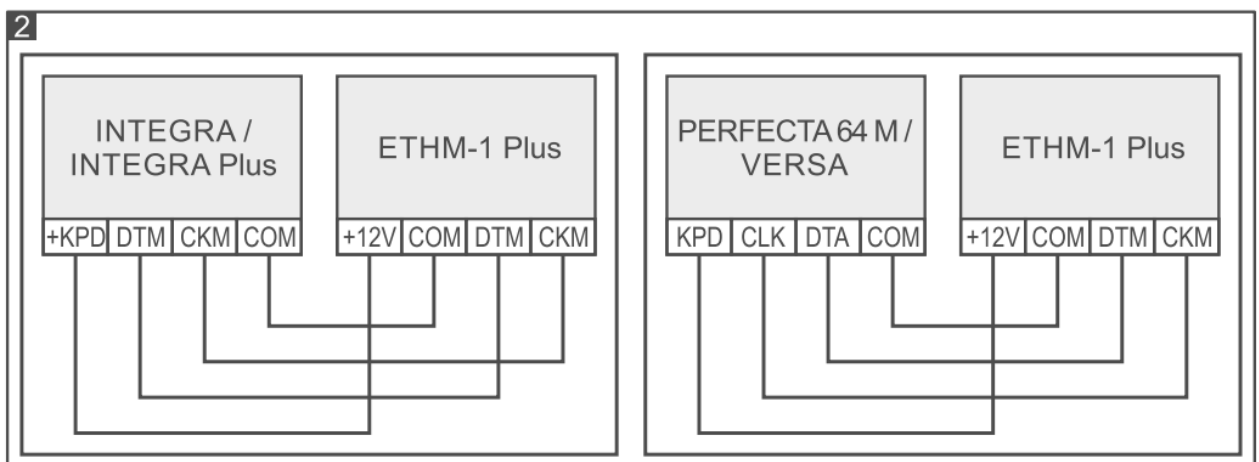 2
INTEGRA /
INTEGRA Plus
+KPD DTM CKM COM
ETHM-1 Plus
+12V COM DTM CKM
PERFECTA 64 M /
VERSA
KPD CLK DTA COM
ETHM-1 Plus
+12V COM DTM CKM